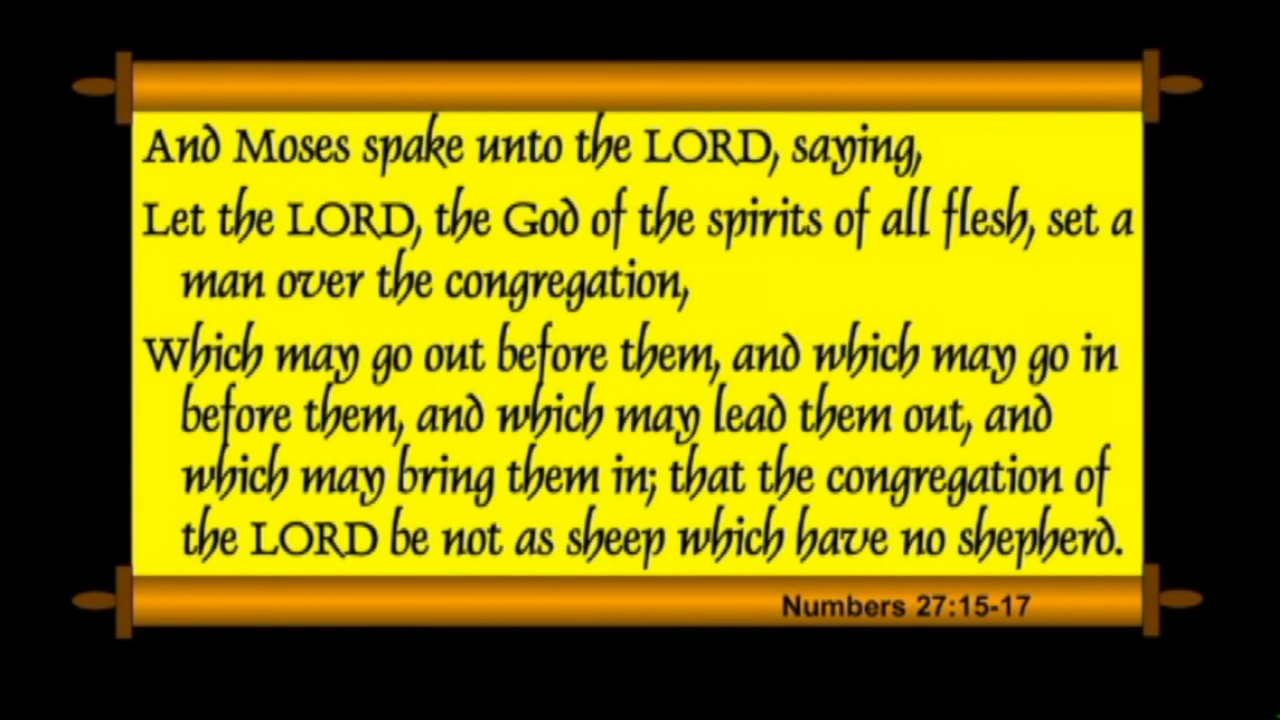 And Moses spake unto the LORD, saying,
Let the LORD, the God of the spirits of all flesh, set a
man over the congregation,
Which may go out before them, and which may go in
before them, and which may lead them out, and
which may bring them in; that the congregation of
the LORD be not as sheep which have no shepherd.
Numbers 27:15-17